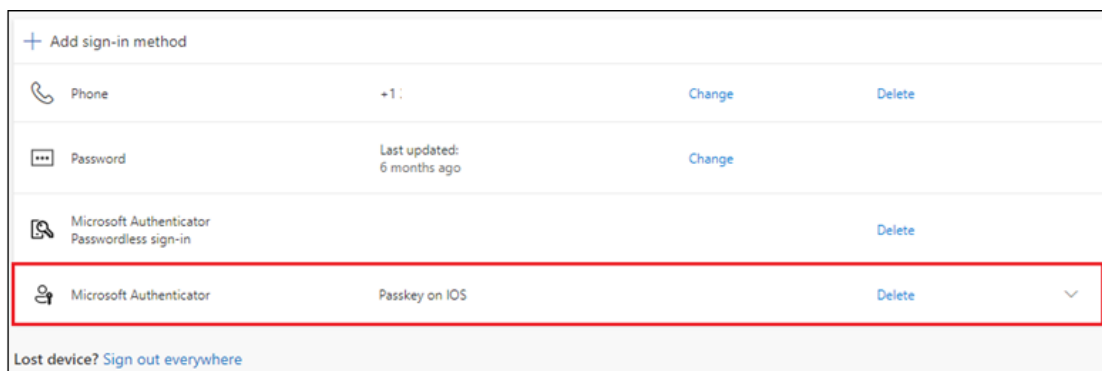 Add sign-in method
Phone +1 Change Delete
Password Last updated:
6 months ago Change
Microsoft Authenticator
Passwordless sign-in Delete
Microsoft Authenticator Passkey on IOS Delete
Lost device? Sign out everywhere